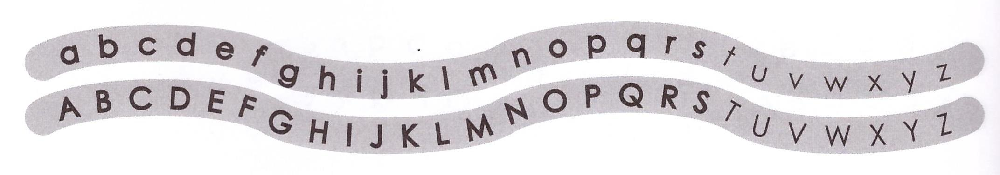 a b c d e f g h i j k l m n o p q r s t u v w x y z
A B C D E F G H I J K L M N O P Q R S T U V W X Y Z